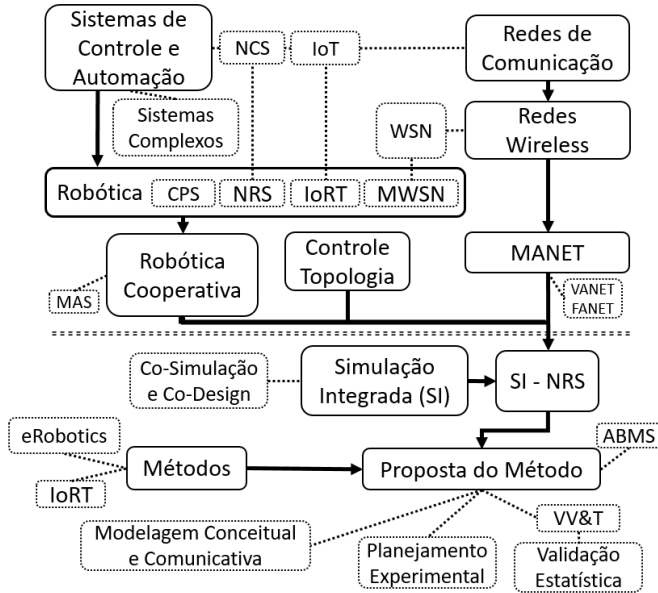 Sistemas de
Controle e
Automação
NCS
IoT
Redes de
Comunicação
Sistemas
Complexos
WSN
Redes
Wireless
Robótica
CPS
NRS
IoRT
MWSN
Robótica
Cooperativa
Controle
Topologia
MANET
MAS
VANET
FANET
Co-Simulação
e Co-Design
Simulação
Integrada (SI)
SI - NRS
eRobotics
IoRT
Métodos
Proposta do Método
ABMS
Modelagem Conceitual
e Comunicativa
Planejamento
Experimental
VV&T
Validação
Estatística